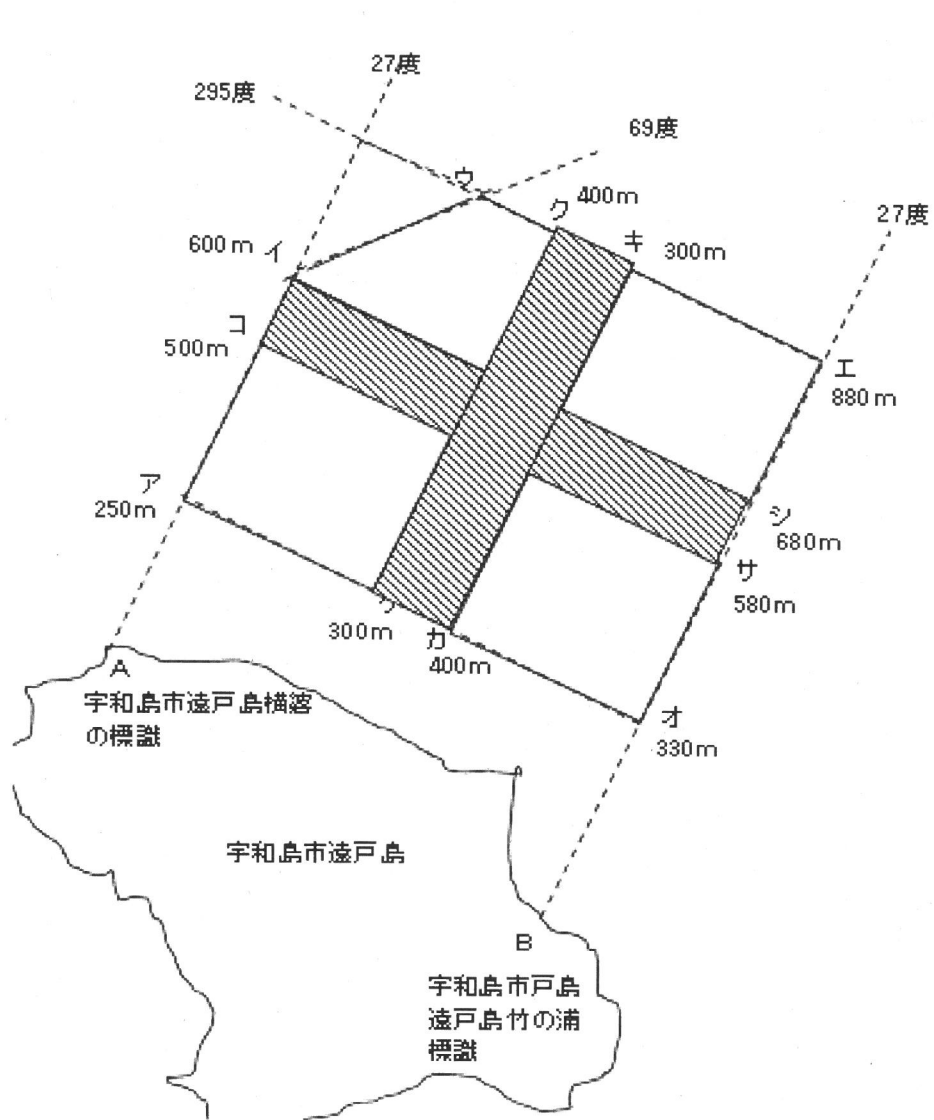 27度
295度
69度
ウ
400m
ク
27度
キ
300m
600m
イ
コ
500m
エ
880m
ア
250m
シ
680m
サ
580m
300m
カ
400m
オ
330m
A
宇和島市遠戸島横碆
の標識
宇和島市遠戸島
B
宇和島市戸島
遠戸島竹の浦
標識